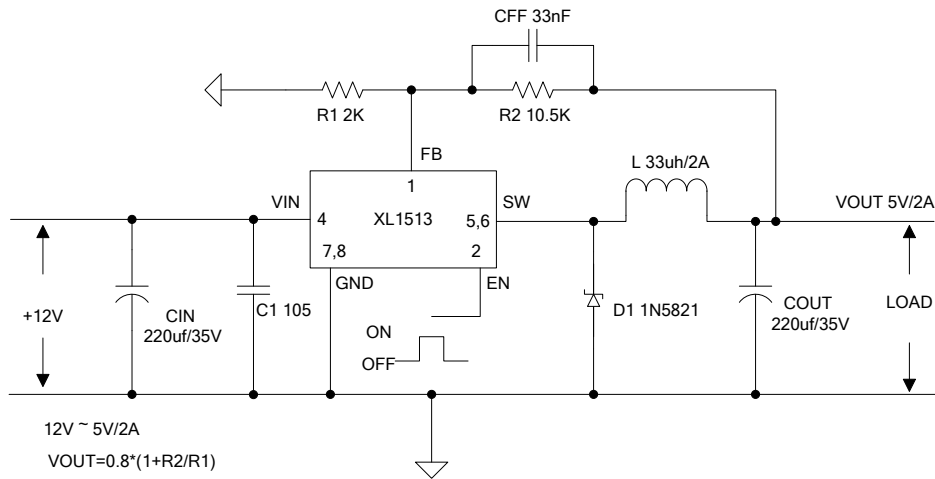 CFF 33nF
R1 2K
R2 10.5K
FB
L 33uh/2A
1
VIN
SW
VOUT 5V/2A
4
XL1513
5,6
7,8
2
GND
EN
+12V
CIN
220uf/35V
C1 105
ON
OFF
D1 1N5821
COUT
220uf/35V
LOAD
12V ~ 5V/2A
VOUT=0.8*(1+R2/R1)